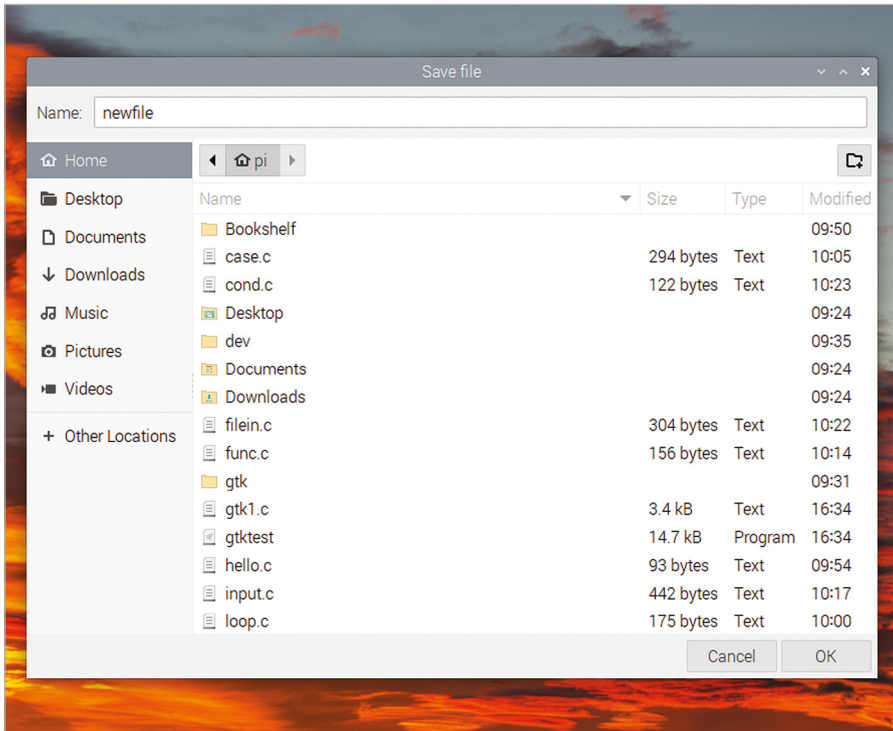 Save file
Name: newfile
Home
pi
Desktop
Documents
Downloads
Music
Pictures
Videos
Other Locations
Name Size Type Modified
Bookshelf 09:50
case.c 294 bytes Text 10:05
cond.c 122 bytes Text 10:23
Desktop 09:24
dev 09:35
Documents 09:24
Downloads 09:24
filein.c 304 bytes Text 10:22
func.c 156 bytes Text 10:14
gtk 09:31
gtk1.c 3.4 kB Text 16:34
gtktest 14.7 kB Program 16:34
hello.c 93 bytes Text 09:54
input.c 442 bytes Text 10:17
loop.c 175 bytes Text 10:00
Cancel OK